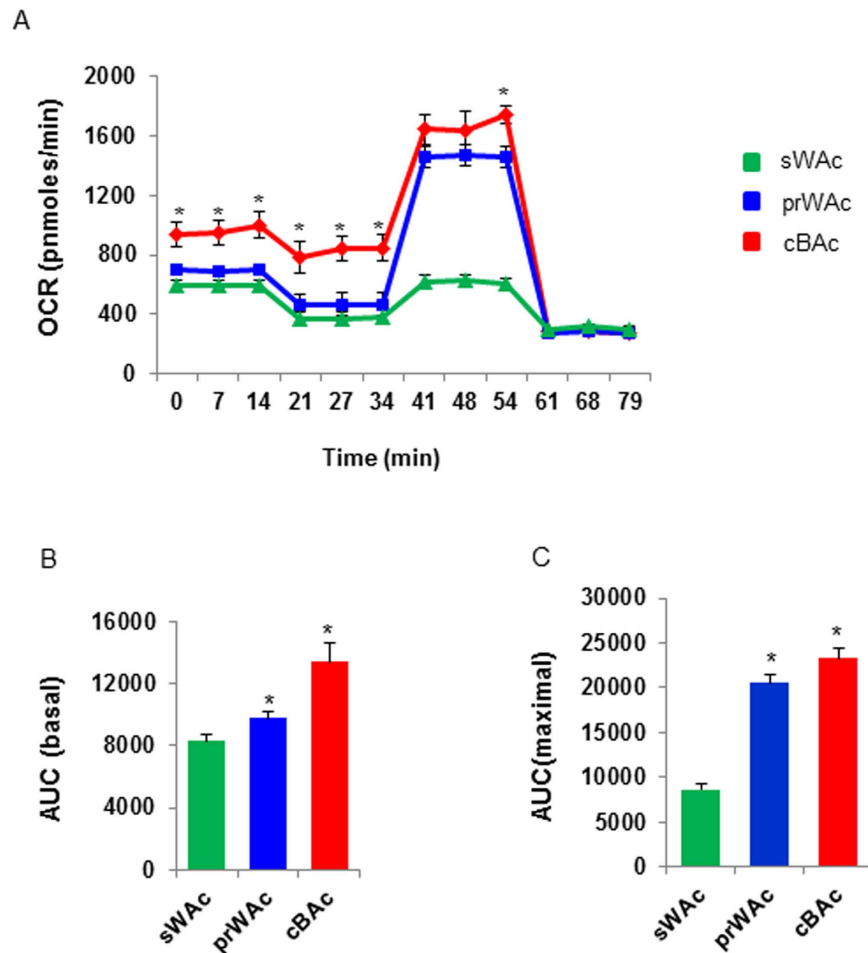 A
2000
1600
1200
800
400
0
OCR (pnmoles/min)
* * * * * * *
0 7 14 21 27 34 41 48 54 61 68 79
Time (min)
sWAc
prWAc
cBAc
B
16000
12000
8000
4000
0
AUC (basal)
* *
sWAc prWAc cBAc
C
30000
25000
20000
15000
10000
5000
0
AUC(maximal)
* *
sWAc prWAc cBAc